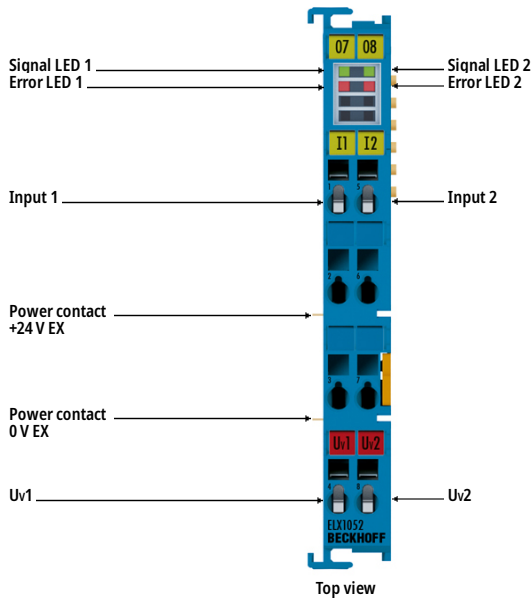 07 08
Signal LED 1
Signal LED 2
Error LED 1
Error LED 2
I1 I2
1 5
Input 1
Input 2
2 6
Power contact
+24 V EX
3 7
Power contact
0 V EX
Uv1 Uv2
4 8
Uv1
Uv2
ELX1052
BECKHOFF
Top view